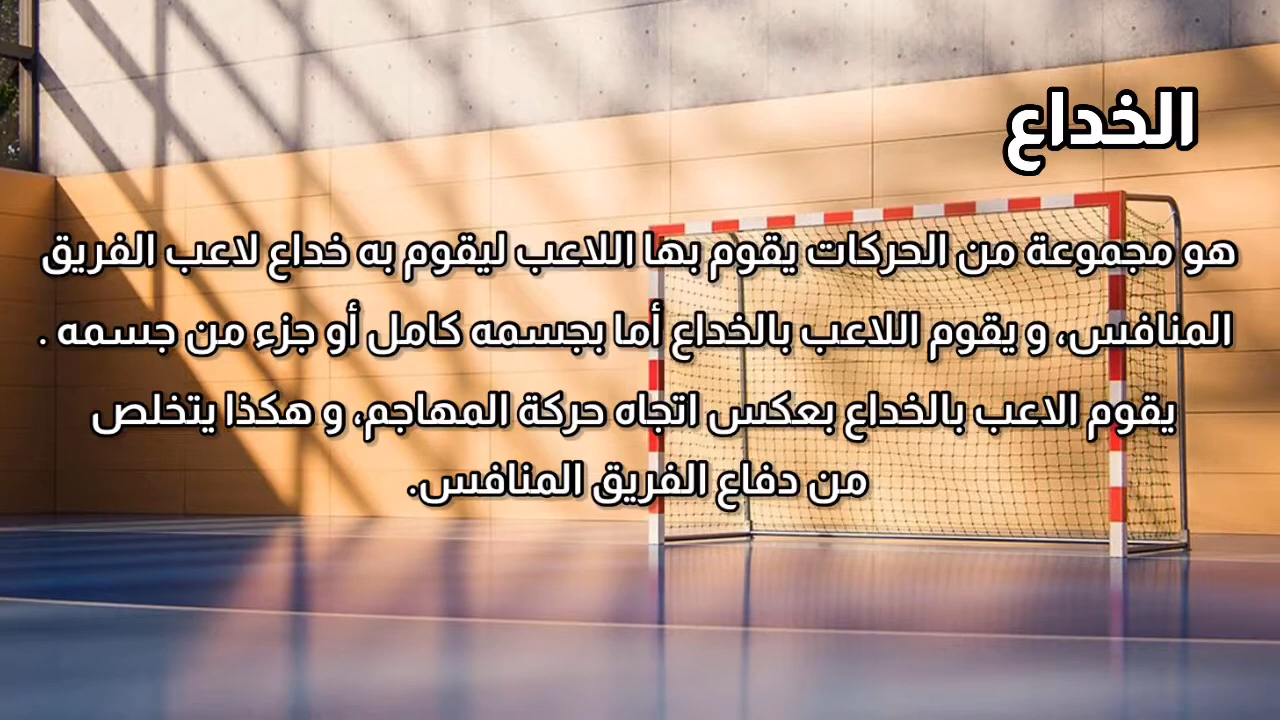 الخداع
هو مجموعة من الحركات يقوم بها اللاعب ليقوم به خداع لاعب الفريق
المنافس، و يقوم اللاعب بالخداع أما بجسمه كامل أو جزء من جسمه .
يقوم الاعب بالخداع بعكس اتجاه حركة المهاجم، و هكذا يتخلص
من دفاع الفريق المنافس.